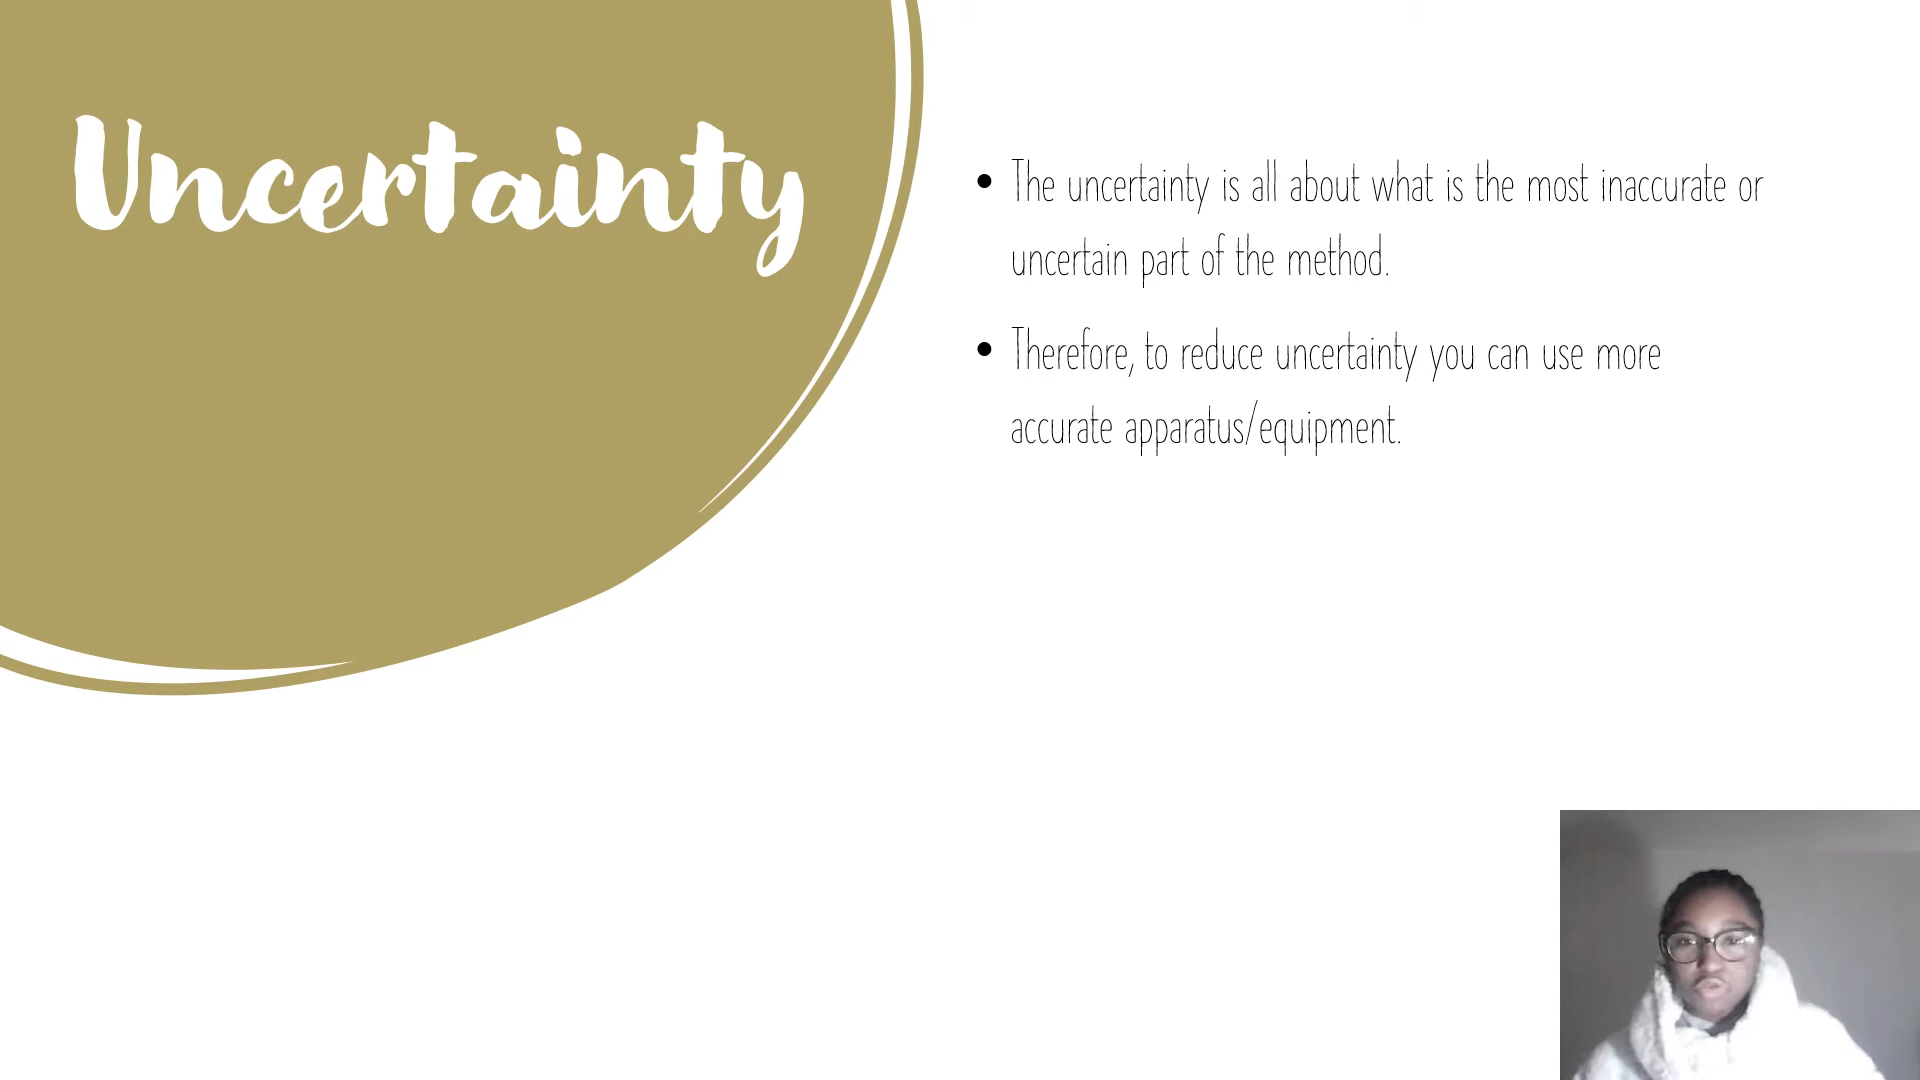 Uncertainty
• The uncertainty is all about what is the most inaccurate or
uncertain part of the method.
• Therefore, to reduce uncertainty you can use more
accurate apparatus/equipment.